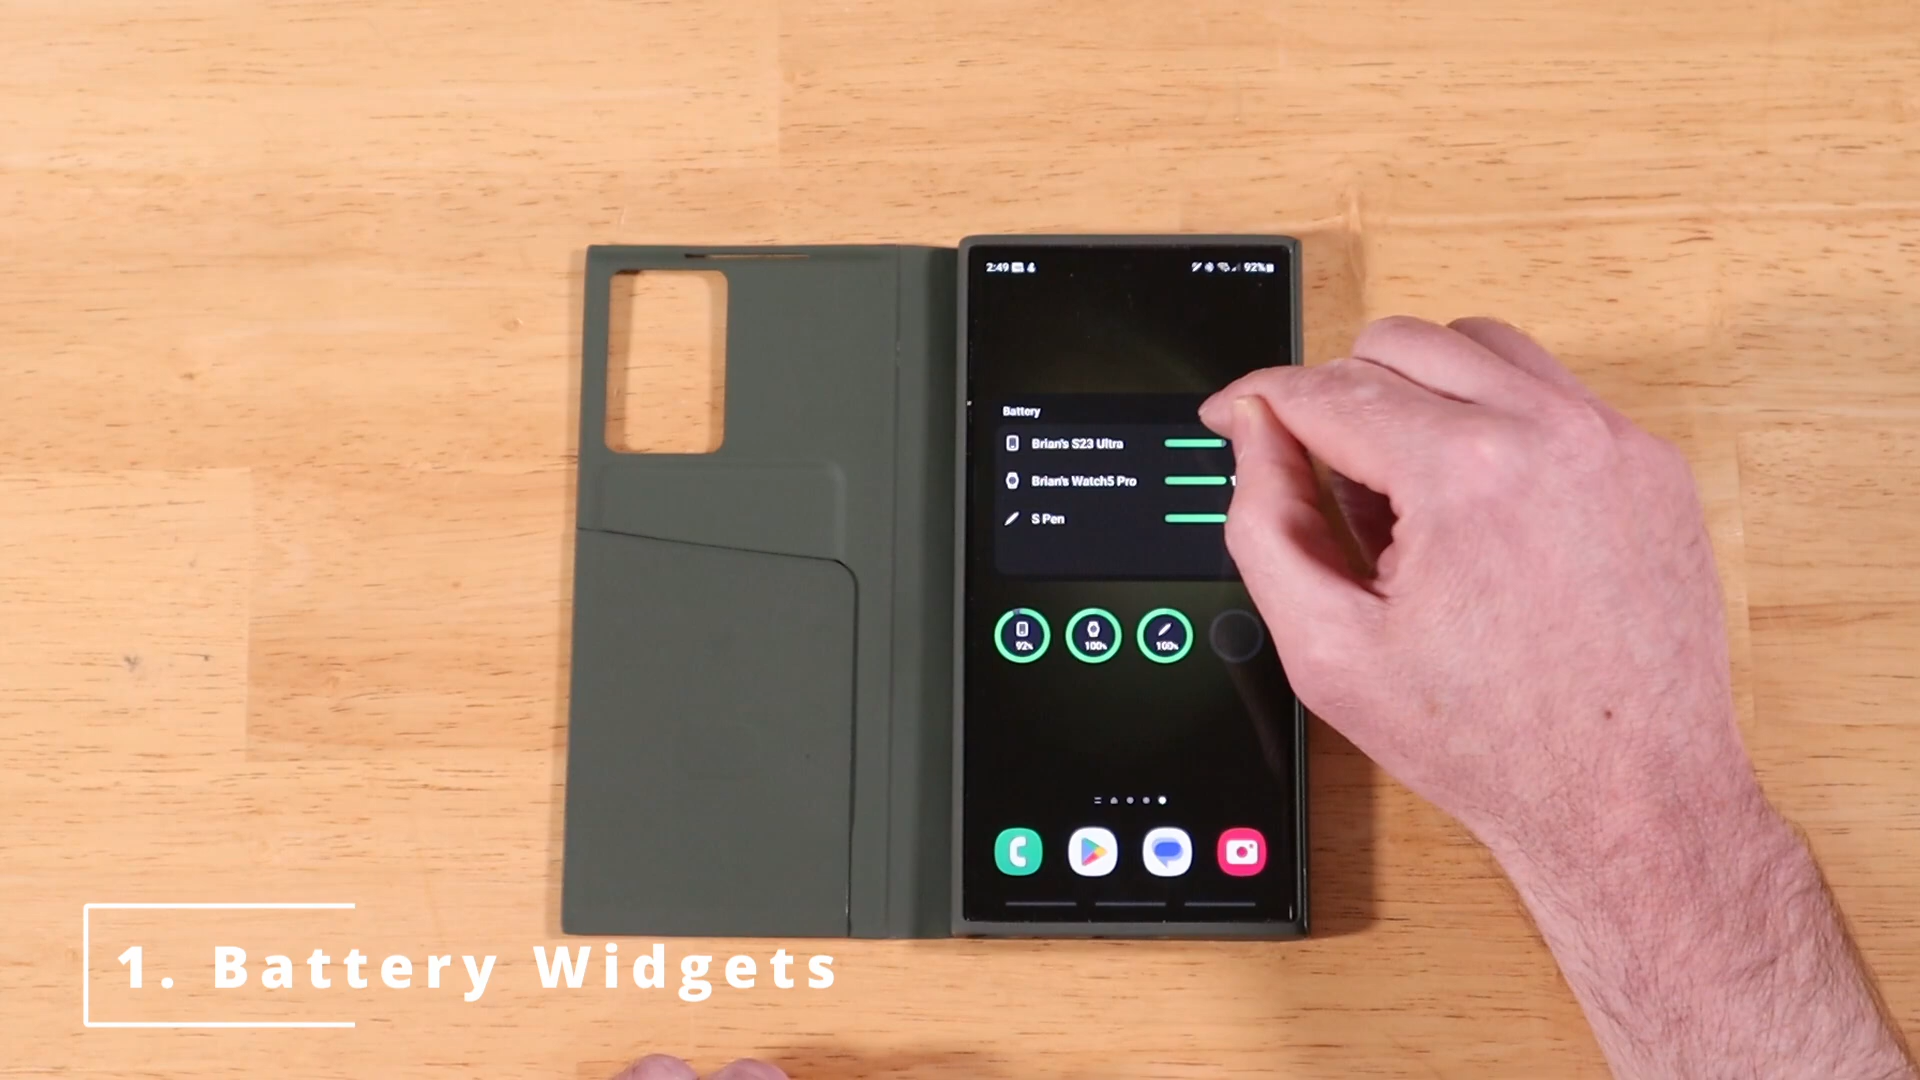 2:49
92%
Battery
Brian's S23 Ultra
Brian's Watch5 Pro
S Pen
92%
100%
100%
1. Battery Widgets